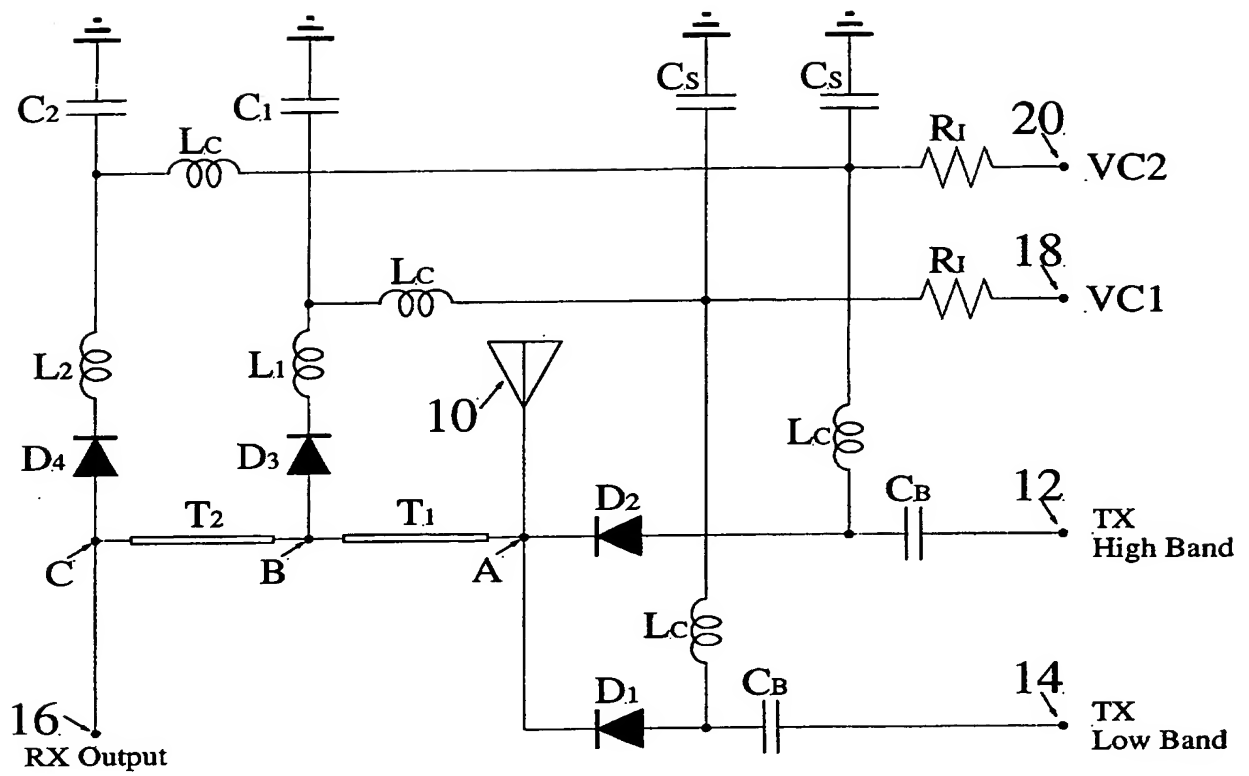 C2
C1
CS
CS
LC
RI
20
VC2
LC
RI
18
VC1
L2
L1
10
LC
D4
D3
T2
T1
D2
CB
12
TX
High Band
C
B
A
LC
D1
CB
14
TX
Low Band
16
RX Output